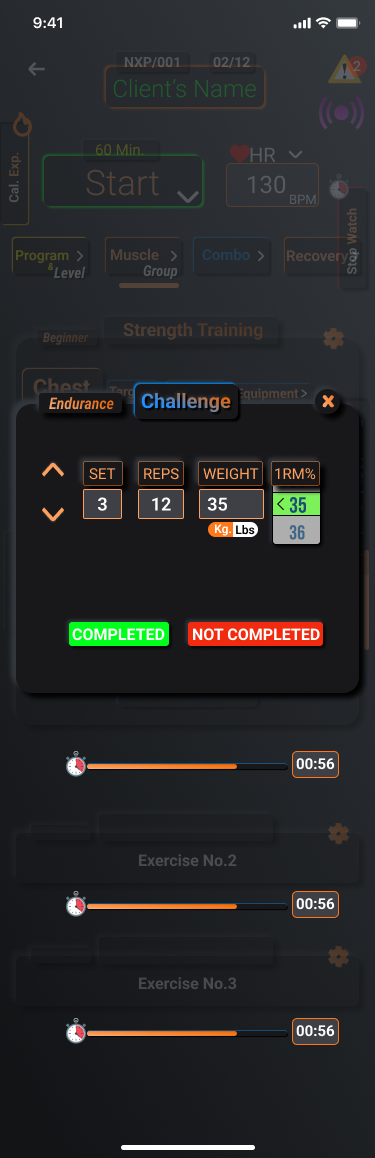 9:41
NXP/001 02/12
Client's Name
2
Cal. Exp.
60 Min.
Start
HR
130
BPM
Stop Watch
Program
&
Level
Muscle
Group
Combo
Recovery
Beginner
Strength Training
Chest
Equipment
Endurance
Challenge
SET REPS WEIGHT 1RM%
3 12 35 < 35
Kg. Lbs
36
COMPLETED NOT COMPLETED
00:56
Exercise No.2
00:56
Exercise No.3
00:56